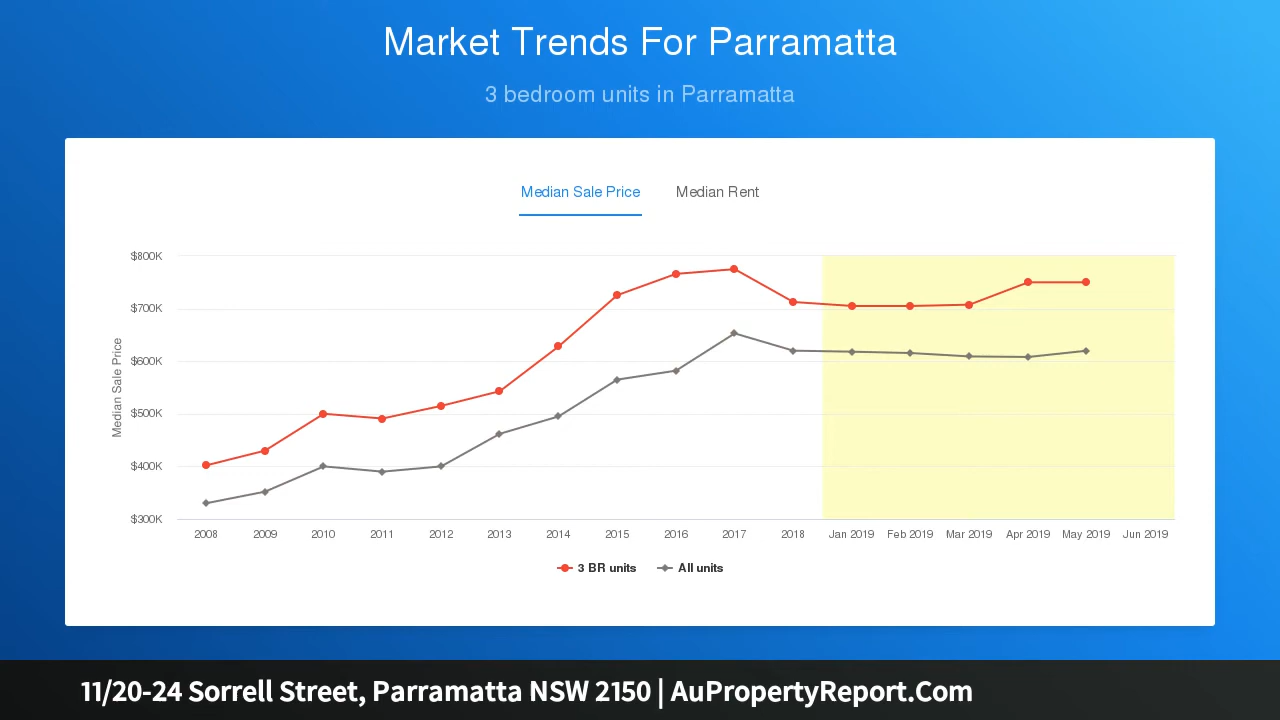 Market Trends For Parramatta
3 bedroom units in Parramatta
Median Sale Price Median Rent
Median Sale Price
$800K
$700K
$600K
$500K
$400K
$300K
2008 2009 2010 2011 2012 2013 2014 2015 2016 2017 2018 Jan 2019 Feb 2019 Mar 2019 Apr 2019 May 2019 Jun 2019
3 BR units All units
11/20-24 Sorrell Street, Parramatta NSW 2150 | AuPropertyReport.Com